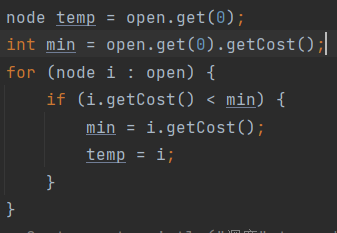 node temp = open.get(0);
int min = open.get(0).getCost();
for (node i : open) {
if (i.getCost() < min) {
min = i.getCost();
temp = i;
}
}